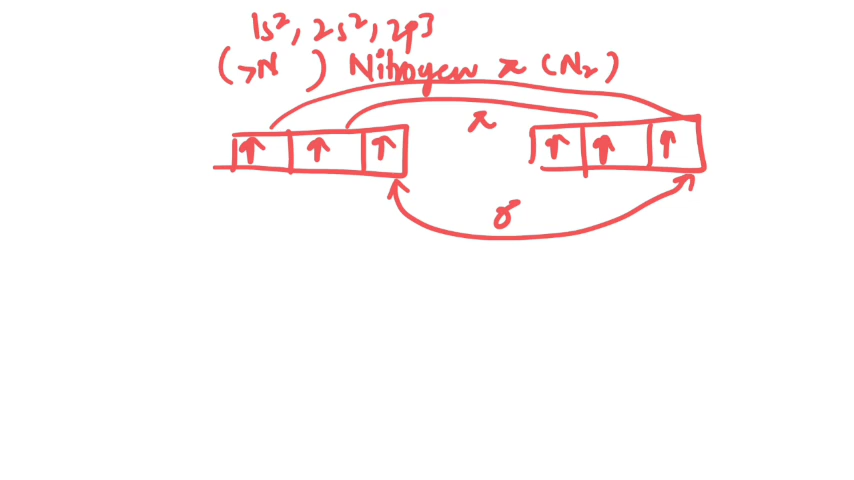 1s², 2s², 2p³
(₇N ) Nitrogen π (N₂)
π
↑ ↑ ↑ ↑ ↑ ↑
σ